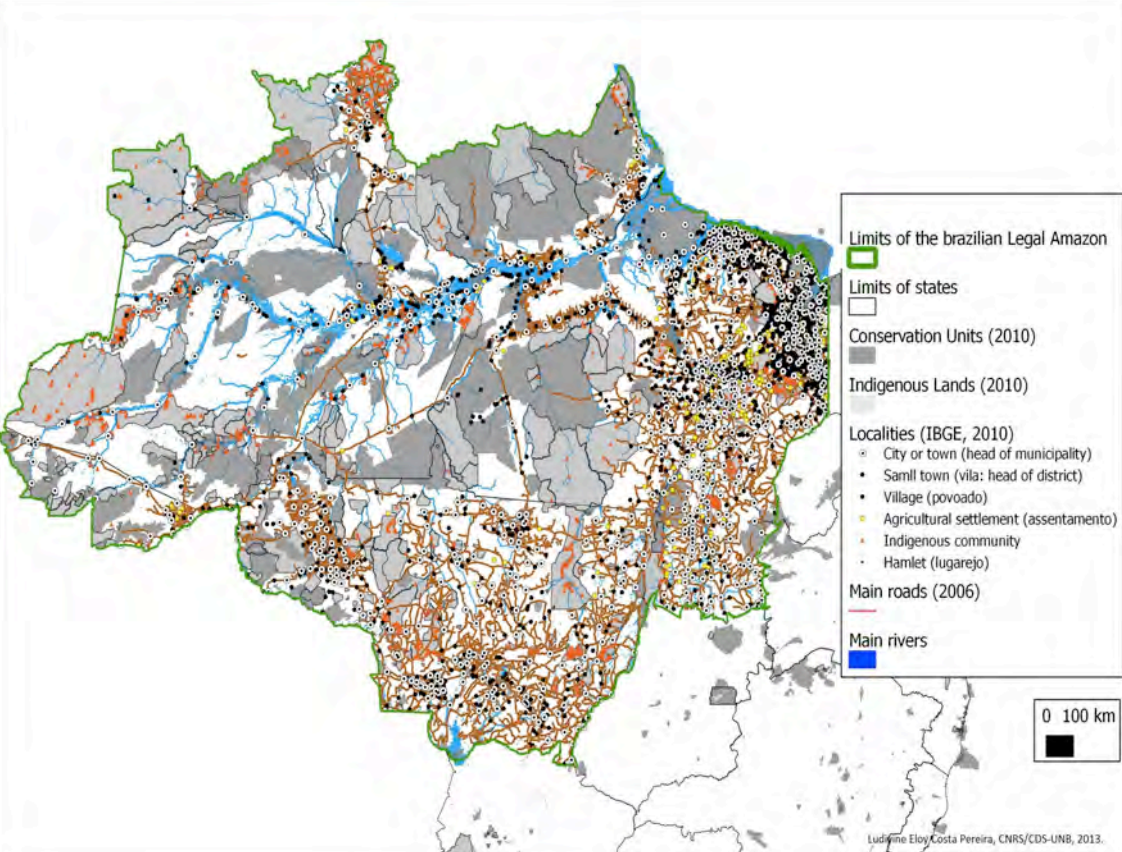 Limits of the brazilian Legal Amazon
Limits of states
Conservation Units (2010)
Indigenous Lands (2010)
Localities (IBGE, 2010)
City or town (head of municipality)
Samll town (vila: head of district)
Village (povoado)
Agricultural settlement (assentamento)
Indigenous community
Hamlet (lugarejo)
Main roads (2006)
Main rivers
0 100 km
Ludivine Eloy Costa Pereira, CNRS/CDS-UNB, 2013.